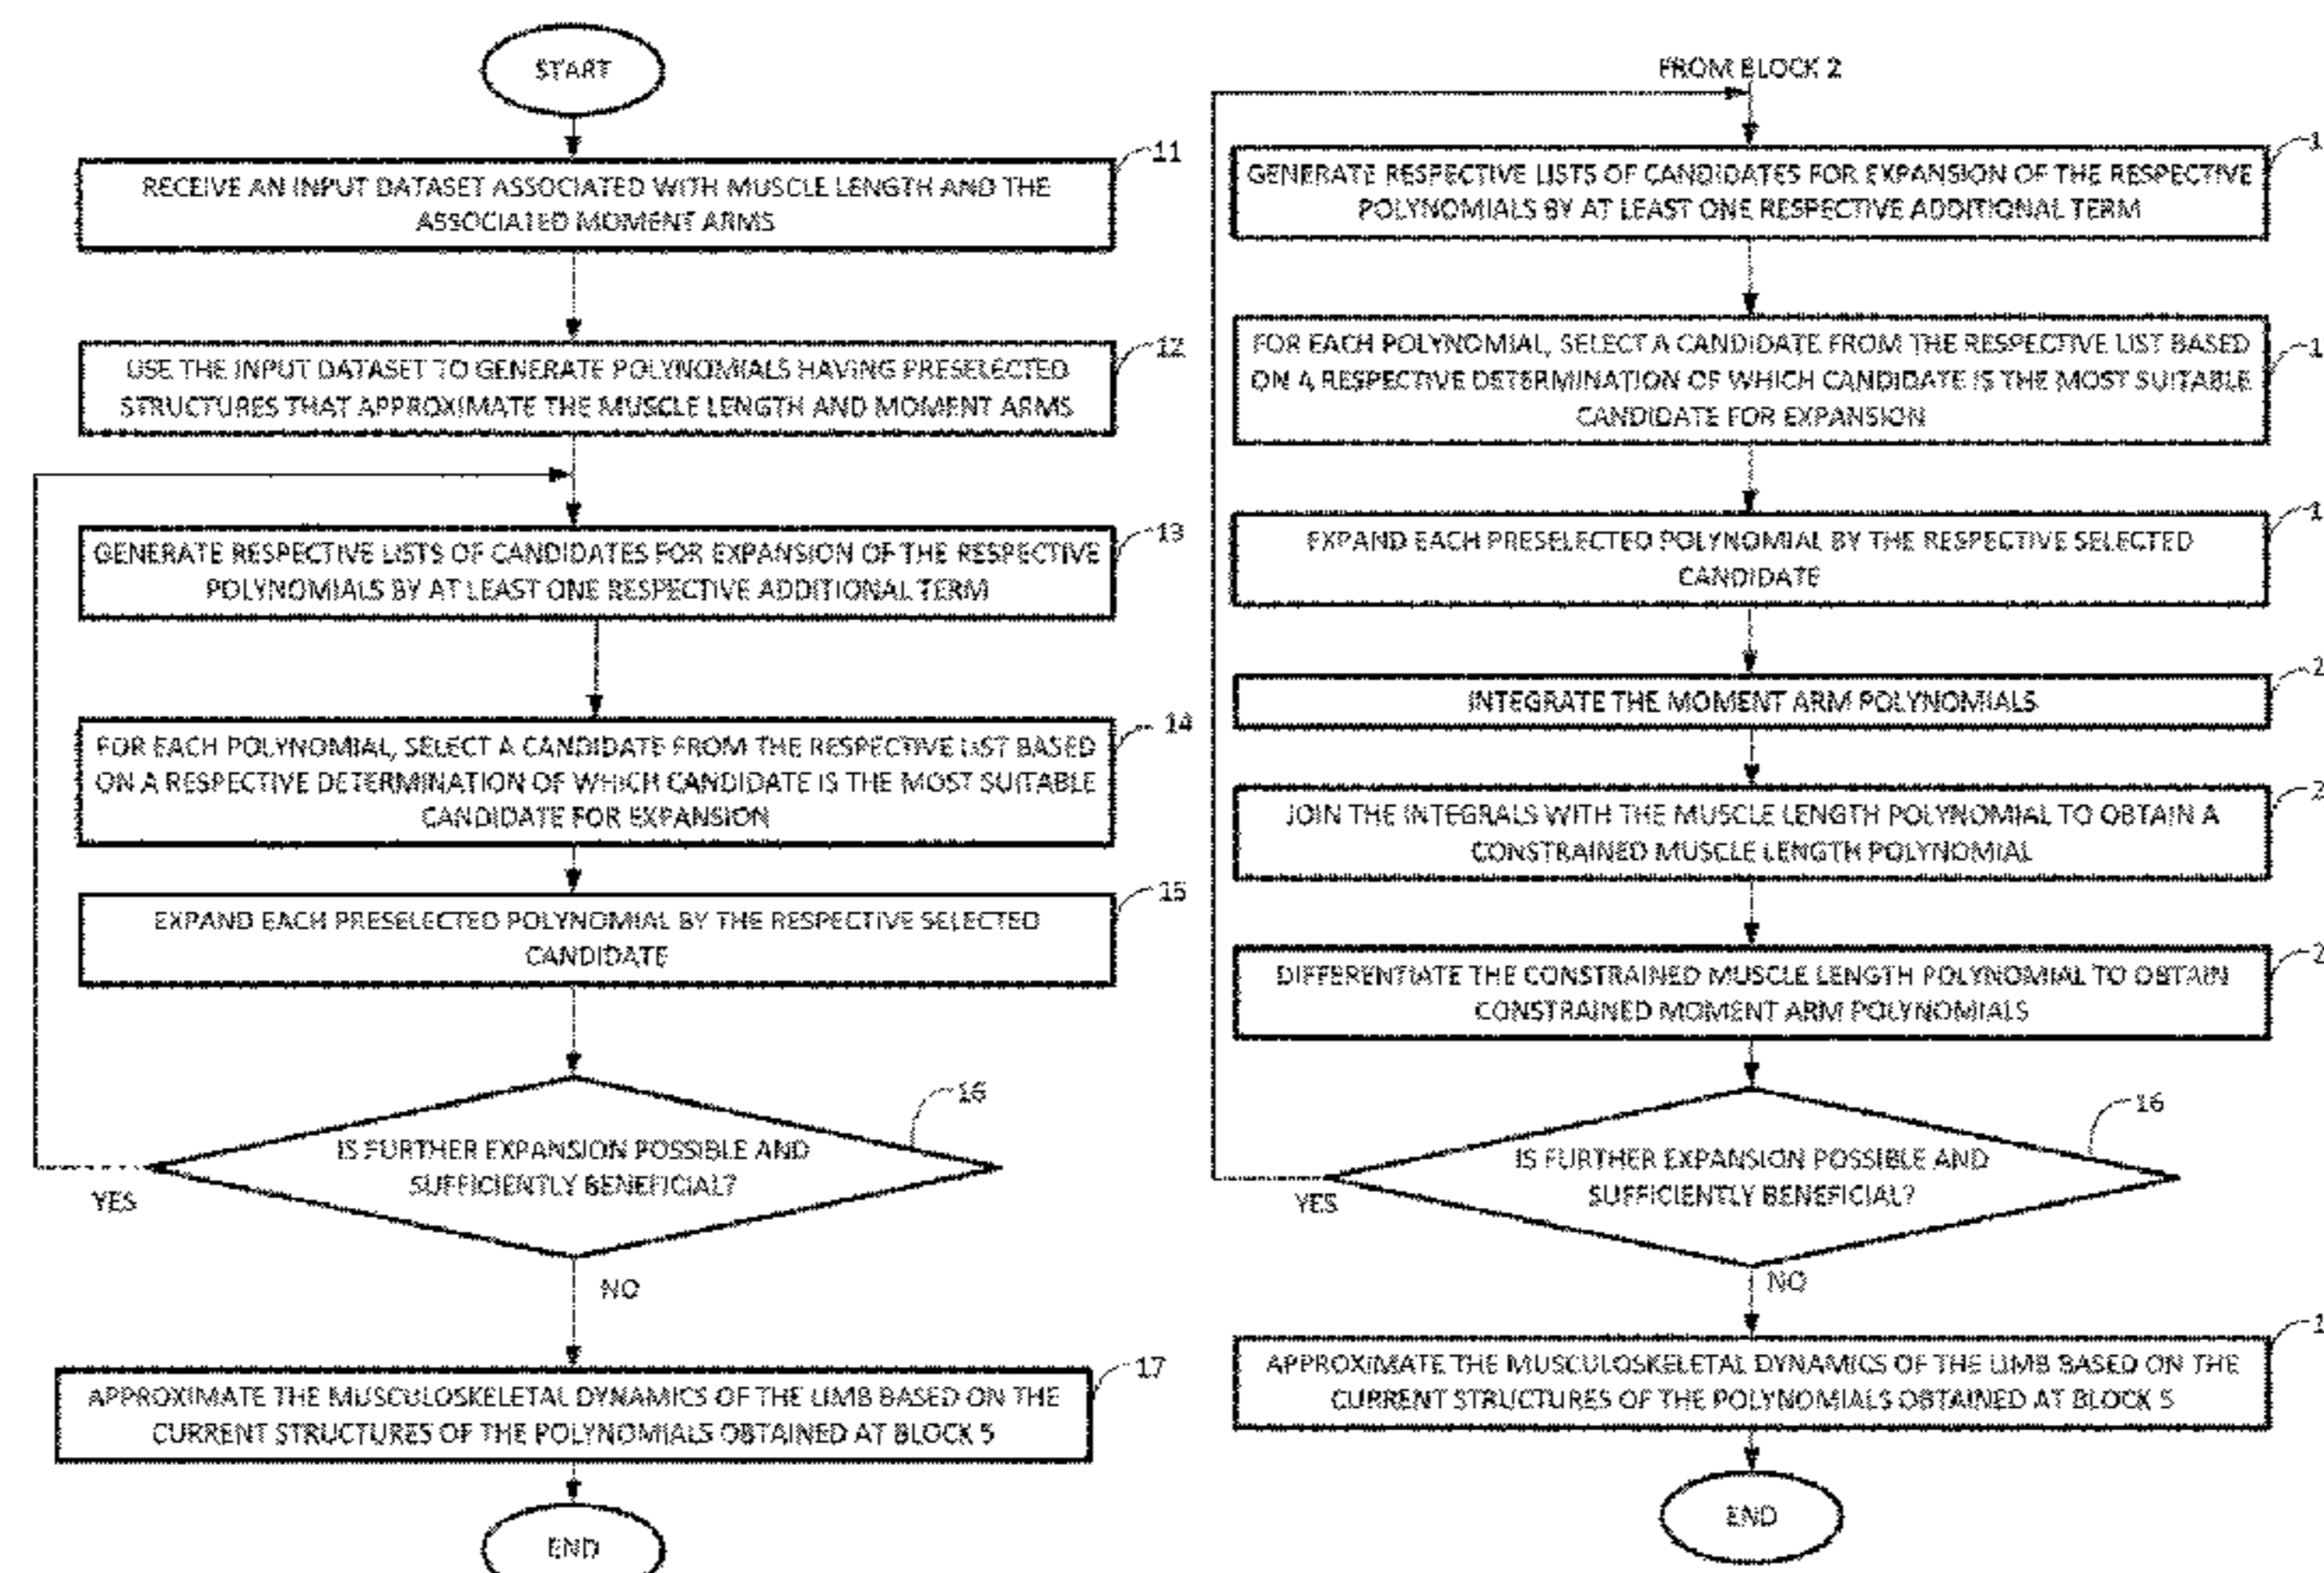 START
11
RECEIVE AN INPUT DATASET ASSOCIATED WITH MUSCLE LENGTH AND THE
ASSOCIATED MOMENT ARMS
12
USE THE INPUT DATASET TO GENERATE POLYNOMIALS HAVING PRESELECTED
STRUCTURES THAT APPROXIMATE THE MUSCLE LENGTH AND MOMENT ARMS
13
GENERATE RESPECTIVE LISTS OF CANDIDATES FOR EXPANSION OF THE RESPECTIVE
POLYNOMIALS BY AT LEAST ONE RESPECTIVE ADDITIONAL TERM
14
FOR EACH POLYNOMIAL, SELECT A CANDIDATE FROM THE RESPECTIVE LIST BASED
ON A RESPECTIVE DETERMINATION OF WHICH CANDIDATE IS THE MOST SUITABLE
CANDIDATE FOR EXPANSION
15
EXPAND EACH PRESELECTED POLYNOMIAL BY THE RESPECTIVE SELECTED
CANDIDATE
16
IS FURTHER EXPANSION POSSIBLE AND
SUFFICIENTLY BENEFICIAL?
YES
NO
17
APPROXIMATE THE MUSCULOSKELETAL DYNAMICS OF THE LIMB BASED ON THE
CURRENT STRUCTURES OF THE POLYNOMIALS OBTAINED AT BLOCK 5
END
FROM BLOCK 2
1
GENERATE RESPECTIVE LISTS OF CANDIDATES FOR EXPANSION OF THE RESPECTIVE
POLYNOMIALS BY AT LEAST ONE RESPECTIVE ADDITIONAL TERM
1
FOR EACH POLYNOMIAL, SELECT A CANDIDATE FROM THE RESPECTIVE LIST BASED
ON A RESPECTIVE DETERMINATION OF WHICH CANDIDATE IS THE MOST SUITABLE
CANDIDATE FOR EXPANSION
1
EXPAND EACH PRESELECTED POLYNOMIAL BY THE RESPECTIVE SELECTED
CANDIDATE
2
INTEGRATE THE MOMENT ARM POLYNOMIALS
2
JOIN THE INTEGRALS WITH THE MUSCLE LENGTH POLYNOMIAL TO OBTAIN A
CONSTRAINED MUSCLE LENGTH POLYNOMIAL
2
DIFFERENTIATE THE CONSTRAINED MUSCLE LENGTH POLYNOMIAL TO OBTAIN
CONSTRAINED MOMENT ARM POLYNOMIALS
16
IS FURTHER EXPANSION POSSIBLE AND
SUFFICIENTLY BENEFICIAL?
YES
NO
1
APPROXIMATE THE MUSCULOSKELETAL DYNAMICS OF THE LIMB BASED ON THE
CURRENT STRUCTURES OF THE POLYNOMIALS OBTAINED AT BLOCK 5
END